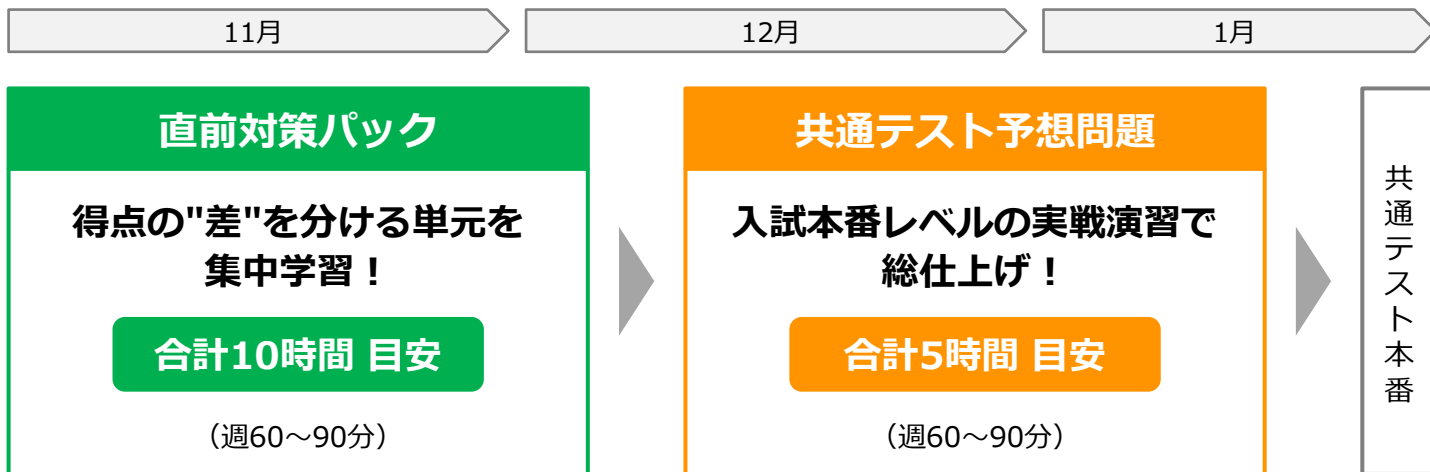 11月
12月
1月
直前対策パック
得点の"差"を分ける単元を
集中学習！
合計10時間 目安
（週60～90分）
共通テスト予想問題
入試本番レベルの実戦演習で
総仕上げ！
合計5時間 目安
（週60～90分）
共通テスト本番